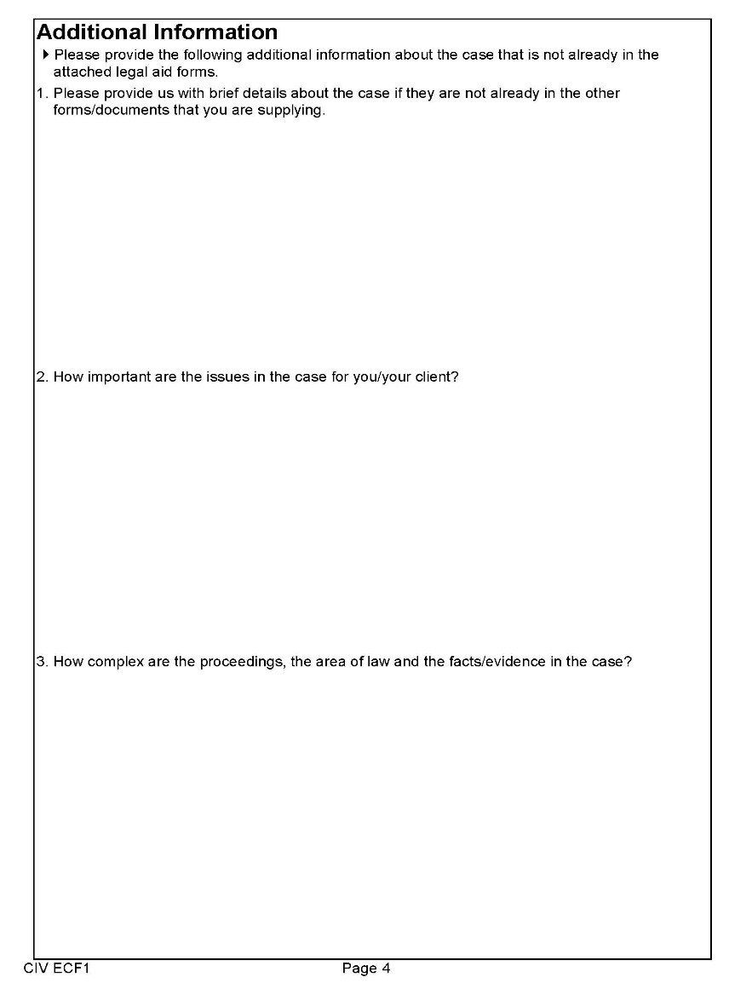 Additional Information
Please provide the following additional information about the case that is not already in the
attached legal aid forms.
1. Please provide us with brief details about the case if they are not already in the other
forms/documents that you are supplying.
2. How important are the issues in the case for you/your client?
3. How complex are the proceedings, the area of law and the facts/evidence in the case?
CIV ECF1 Page 4